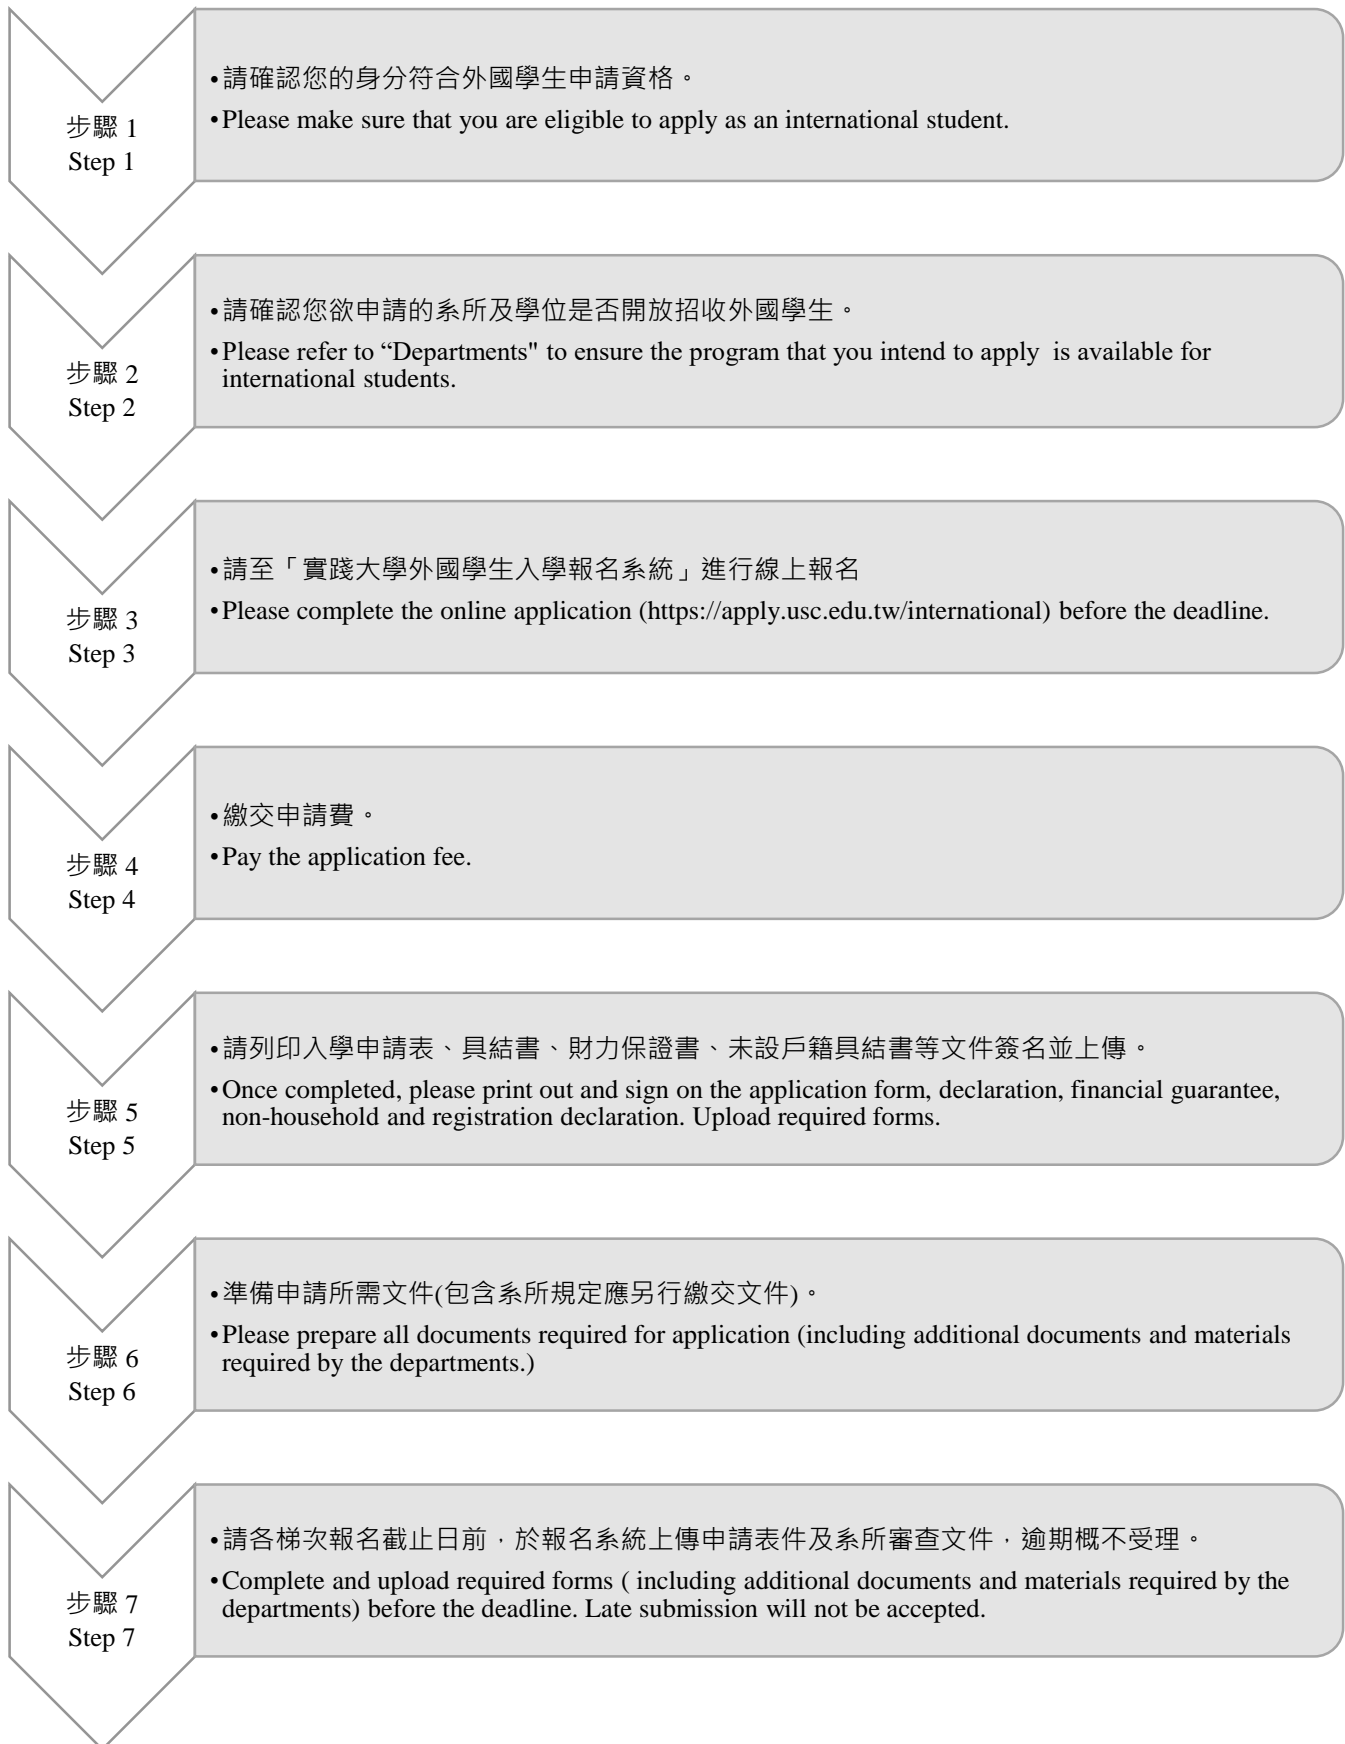 步驟 1
Step 1
•請確認您的身分符合外國學生申請資格。
•Please make sure that you are eligible to apply as an international student.
步驟 2
Step 2
•請確認您欲申請的系所及學位是否開放招收外國學生。
•Please refer to “Departments" to ensure the program that you intend to apply  is available for
international students.
步驟 3
Step 3
•請至「實踐大學外國學生入學報名系統」進行線上報名
•Please complete the online application (https://apply.usc.edu.tw/international) before the deadline.
步驟 4
Step 4
•繳交申請費。
•Pay the application fee.
步驟 5
Step 5
•請列印入學申請表、具結書、財力保證書、未設戶籍具結書等文件簽名並上傳。
•Once completed, please print out and sign on the application form, declaration, financial guarantee,
non-household and registration declaration. Upload required forms.
步驟 6
Step 6
•準備申請所需文件(包含系所規定應另行繳交文件)。
•Please prepare all documents required for application (including additional documents and materials
required by the departments.)
步驟 7
Step 7
•請各梯次報名截止日前，於報名系統上傳申請表件及系所審查文件，逾期概不受理。
•Complete and upload required forms ( including additional documents and materials required by the
departments) before the deadline. Late submission will not be accepted.